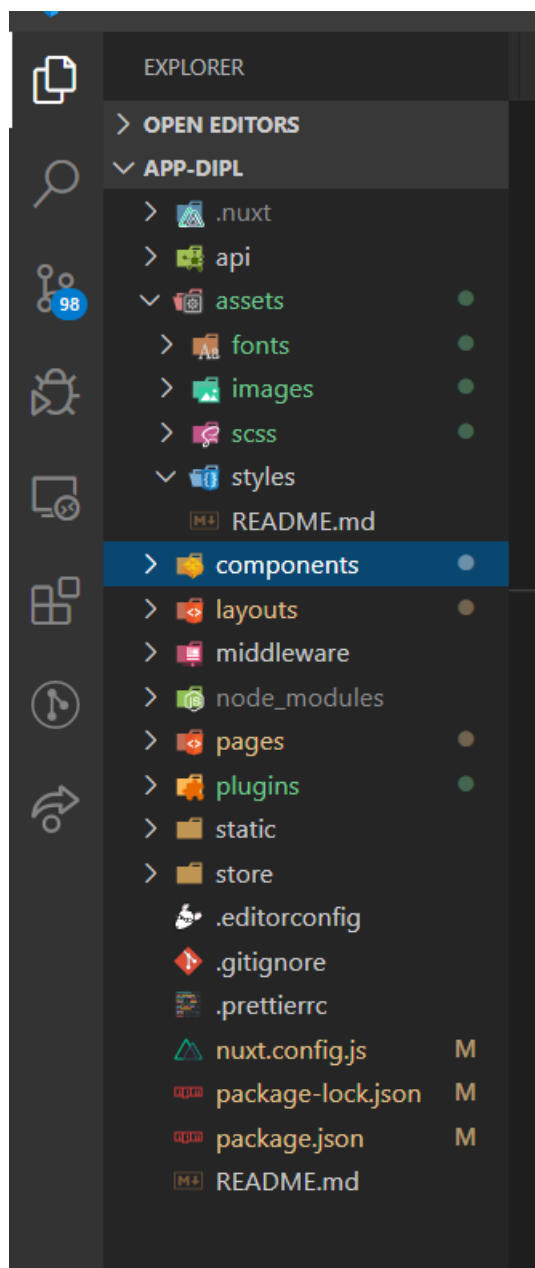 EXPLORER
OPEN EDITORS
APP-DIPL
.nuxt
api
assets
fonts
images
98
scss
styles
README.md
components
layouts
middleware
node_modules
pages
plugins
static
store
.editorconfig
.gitignore
.prettierrc
nuxt.config.js M
package-lock.json M
package.json M
README.md